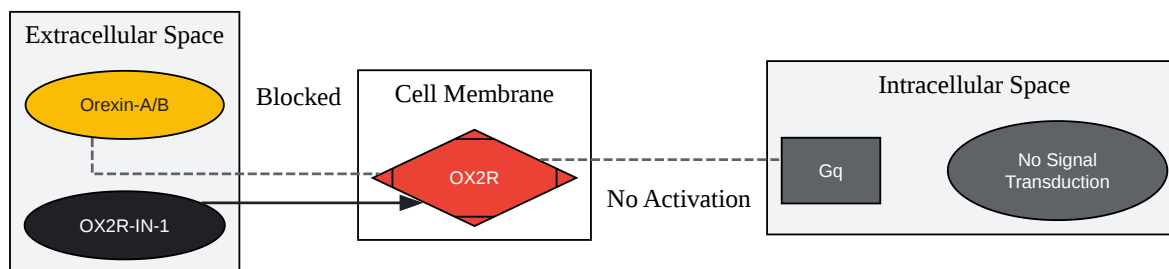 Extracellular Space
Orexin-A/B
OX2R-IN-1
Blocked
Cell Membrane
OX2R
No Activation
Intracellular Space
Gq
No Signal
Transduction